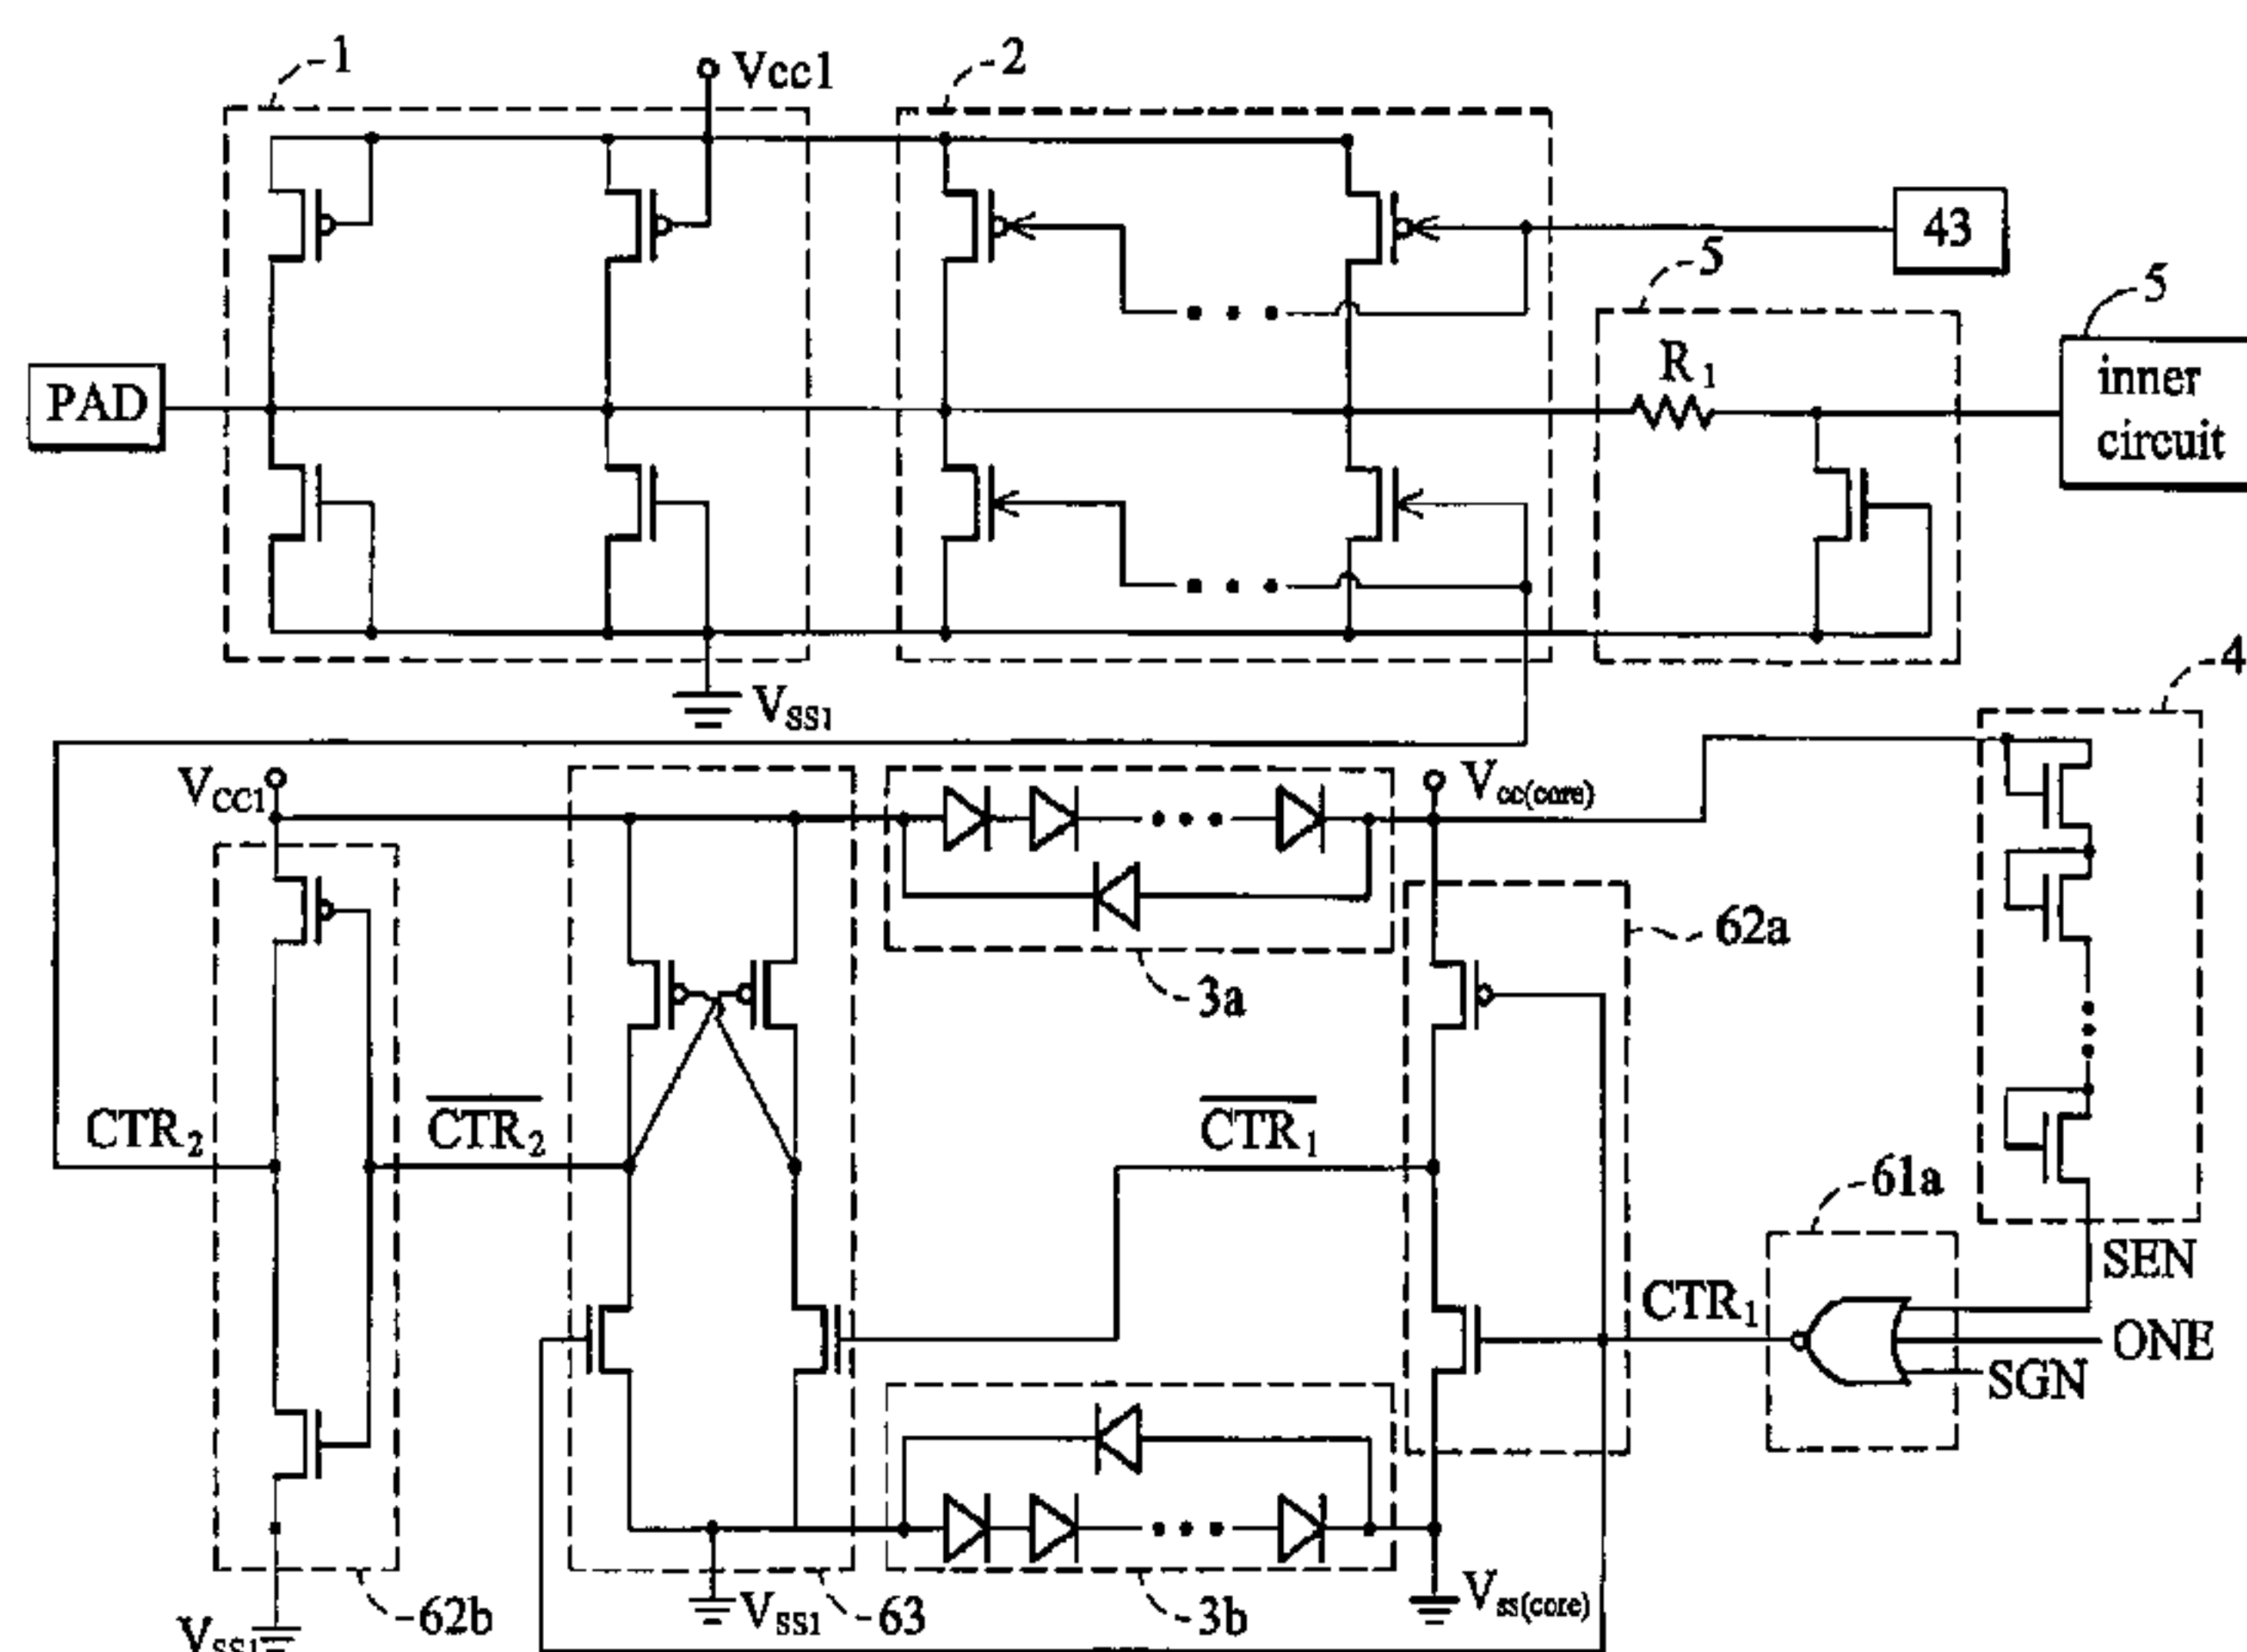 1
Vcc1
2
43
5
5
PAD
R1
inner
circuit
VSS1
4
VCC1
Vcc(core)
62a
3a
CTR2
CTR2
CTR1
61a
SEN
CTR1
ONE
SGN
VSS1
62b
VSS1
63
3b
Vss(core)